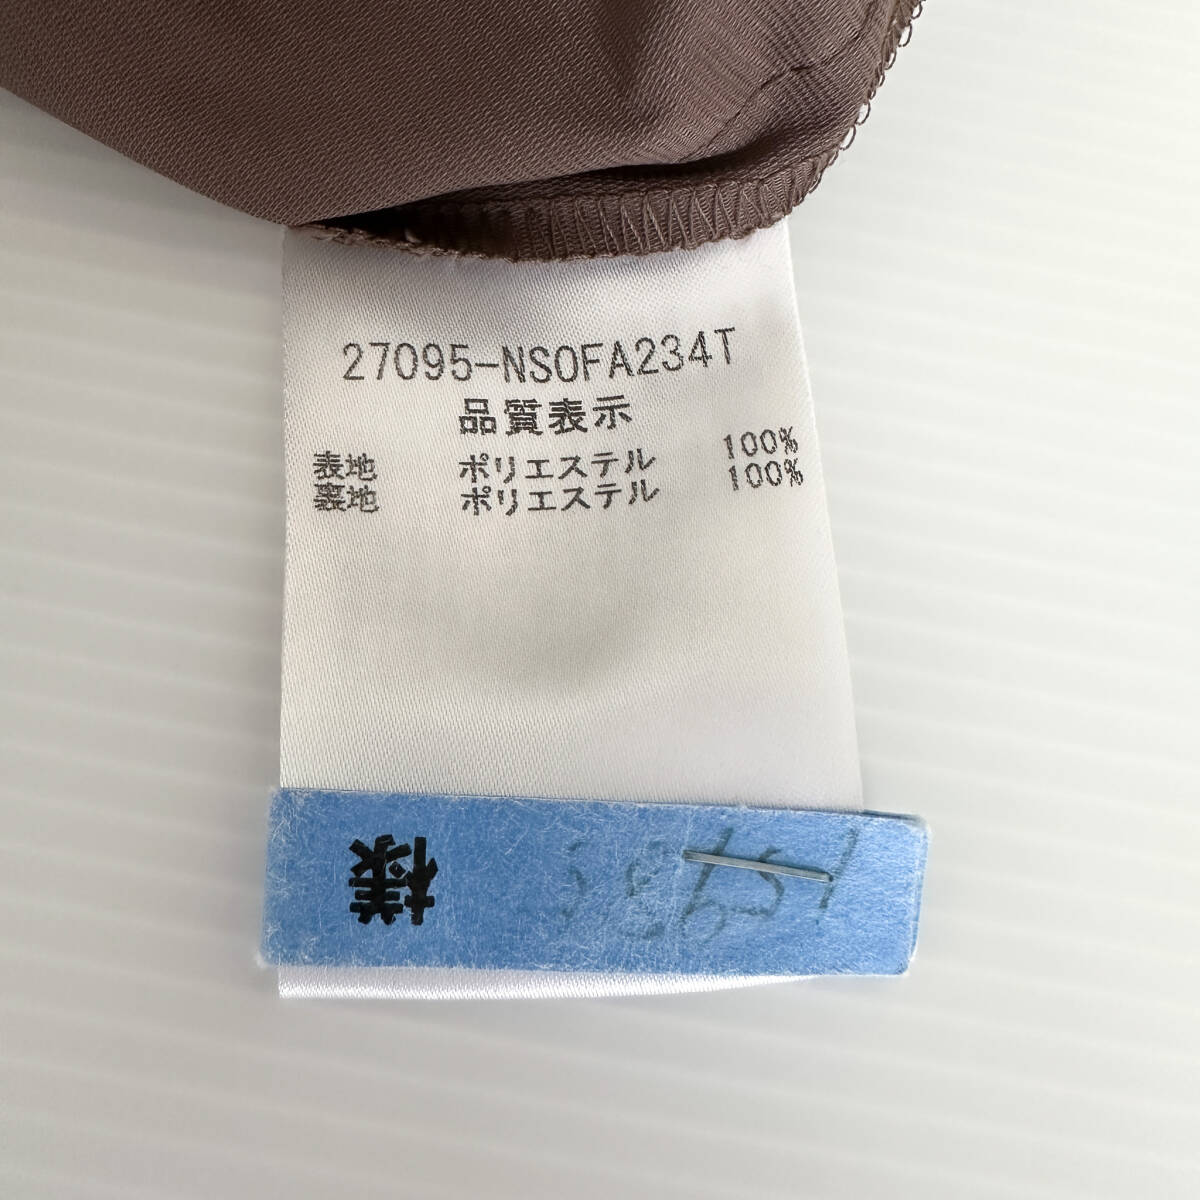 27095-NSOFA234T
品質表示
表地 ポリエステル 100%
裏地 ポリエステル 100%
様